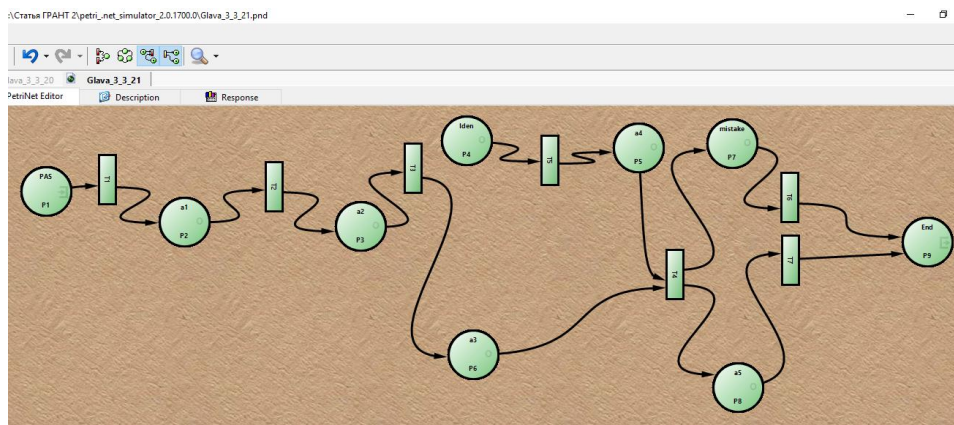 :\Статья ГРАНТ 2\petri_.net_simulator_2.0.1700.0\Glava_3_3_21.pnd
lava_3_3_20 Glava_3_3_21
PetriNet Editor Description Response
PAS
P1
T1
a1
P2
T2
a2
P3
T3
Iden
P4
T5
a4
P5
mistake
P7
T6
End
P9
T7
T4
a3
P6
a5
P8